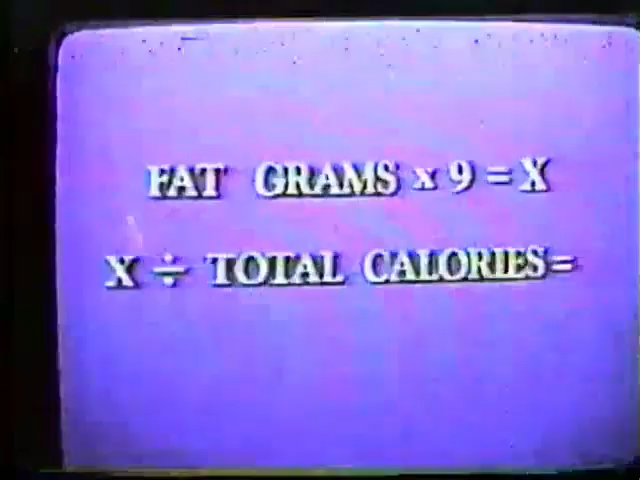 FAT GRAMS x 9 = X
X ÷ TOTAL CALORIES=